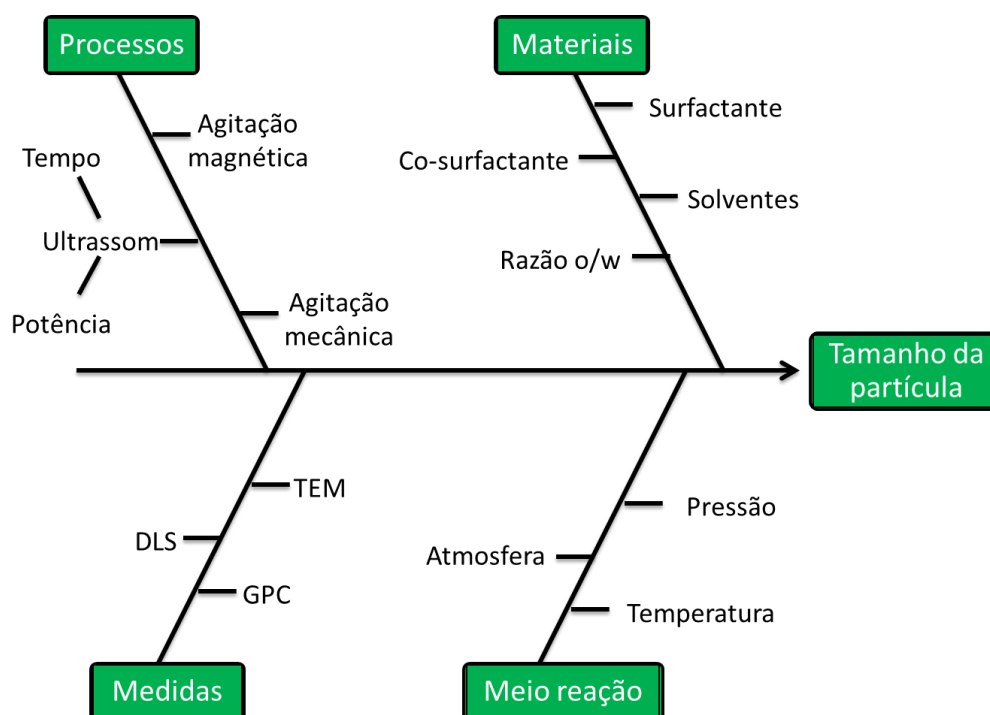 Processos
Materiais
Agitação
magnética
Tempo
Ultrassom
Potência
Agitação
mecânica
Surfactante
Co-surfactante
Solventes
Razão o/w
Tamanho da
partícula
TEM
DLS
GPC
Pressão
Atmosfera
Temperatura
Medidas
Meio reação